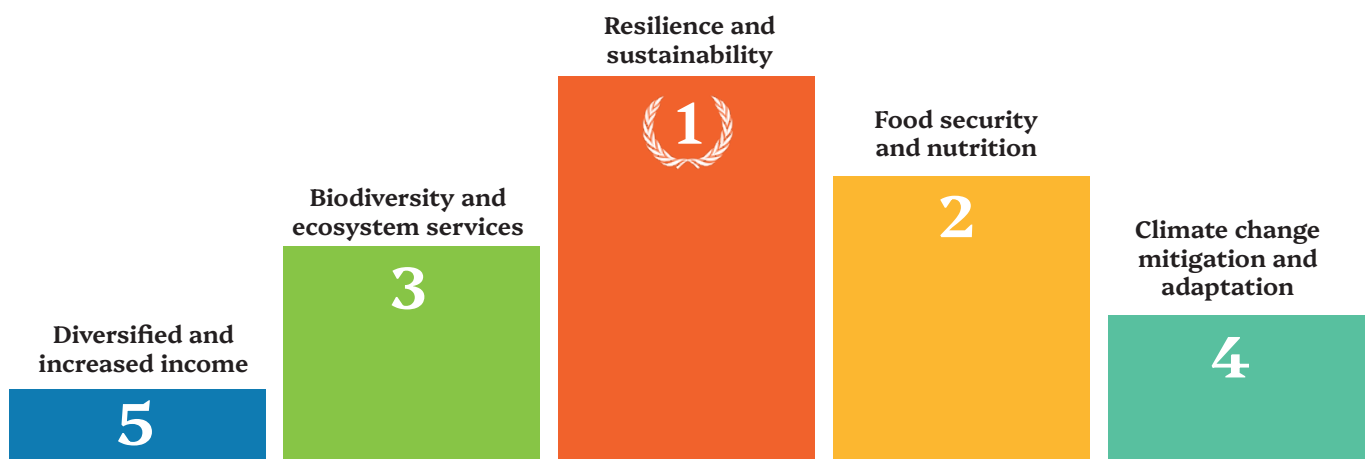 Resilience and
sustainability
1
Food security
and nutrition
2
Biodiversity and
ecosystem services
3
Climate change
mitigation and
adaptation
4
Diversified and
increased income
5